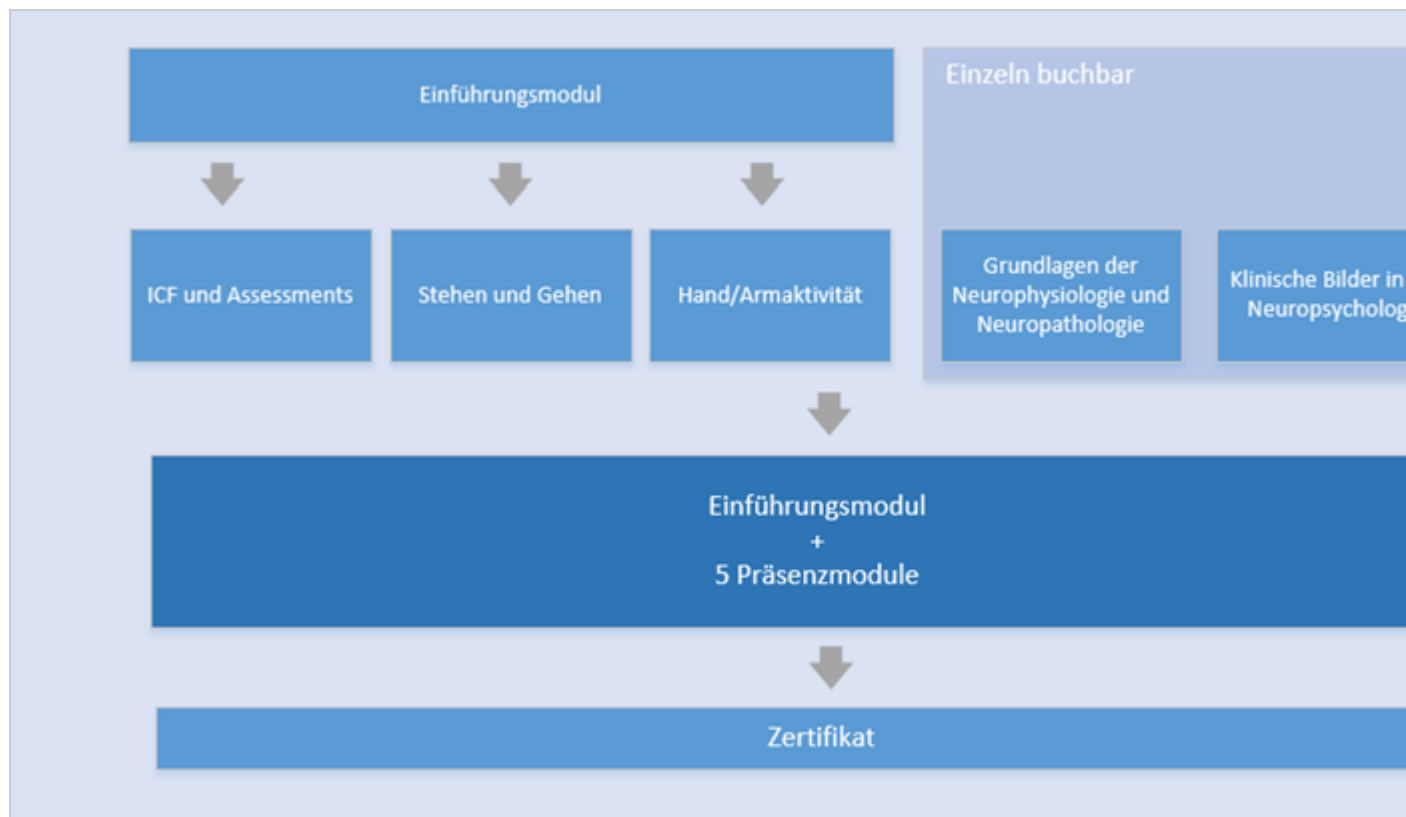 Einführungsmodul
Einzeln buchbar
ICF und Assessments
Stehen und Gehen
Hand/Armaktivität
Grundlagen der
Neurophysiologie und
Neuropathologie
Klinische Bilder in
Einführungsmodul
+
5 Präsenzmodule
Zertifikat